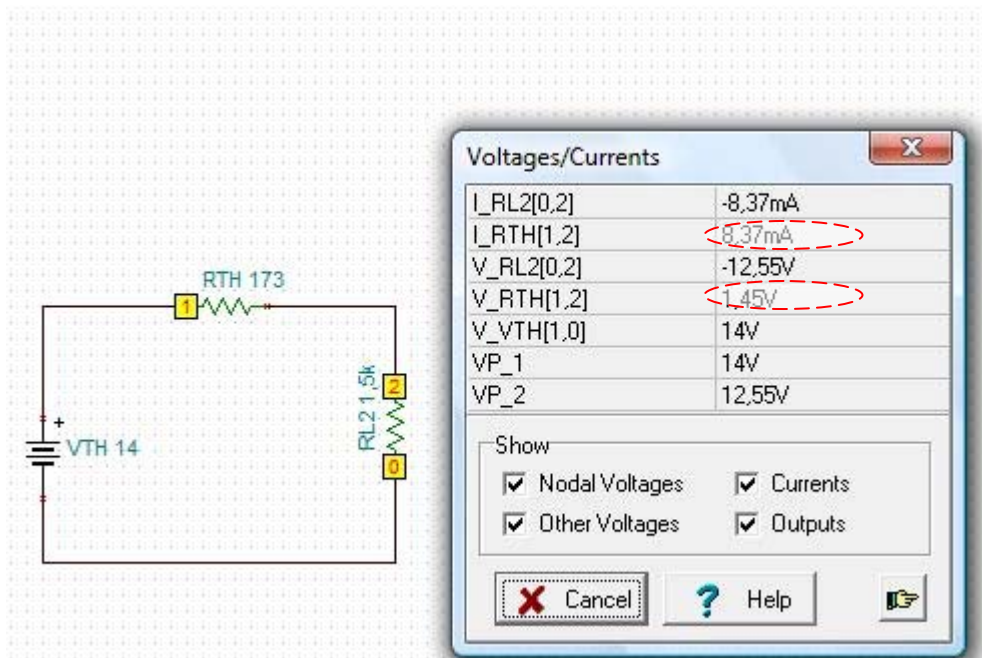 RTH 173
1
2
RL2 1,5k
0
+
VTH 14
Voltages/Currents
I_RL2[0,2] -8,37mA
I_RTH[1,2] 8,37mA
V_RL2[0,2] -12,55V
V_RTH[1,2] 1,45V
V_VTH[1,0] 14V
VP_1 14V
VP_2 12,55V
Show
Nodal Voltages Currents
Other Voltages Outputs
Cancel ? Help